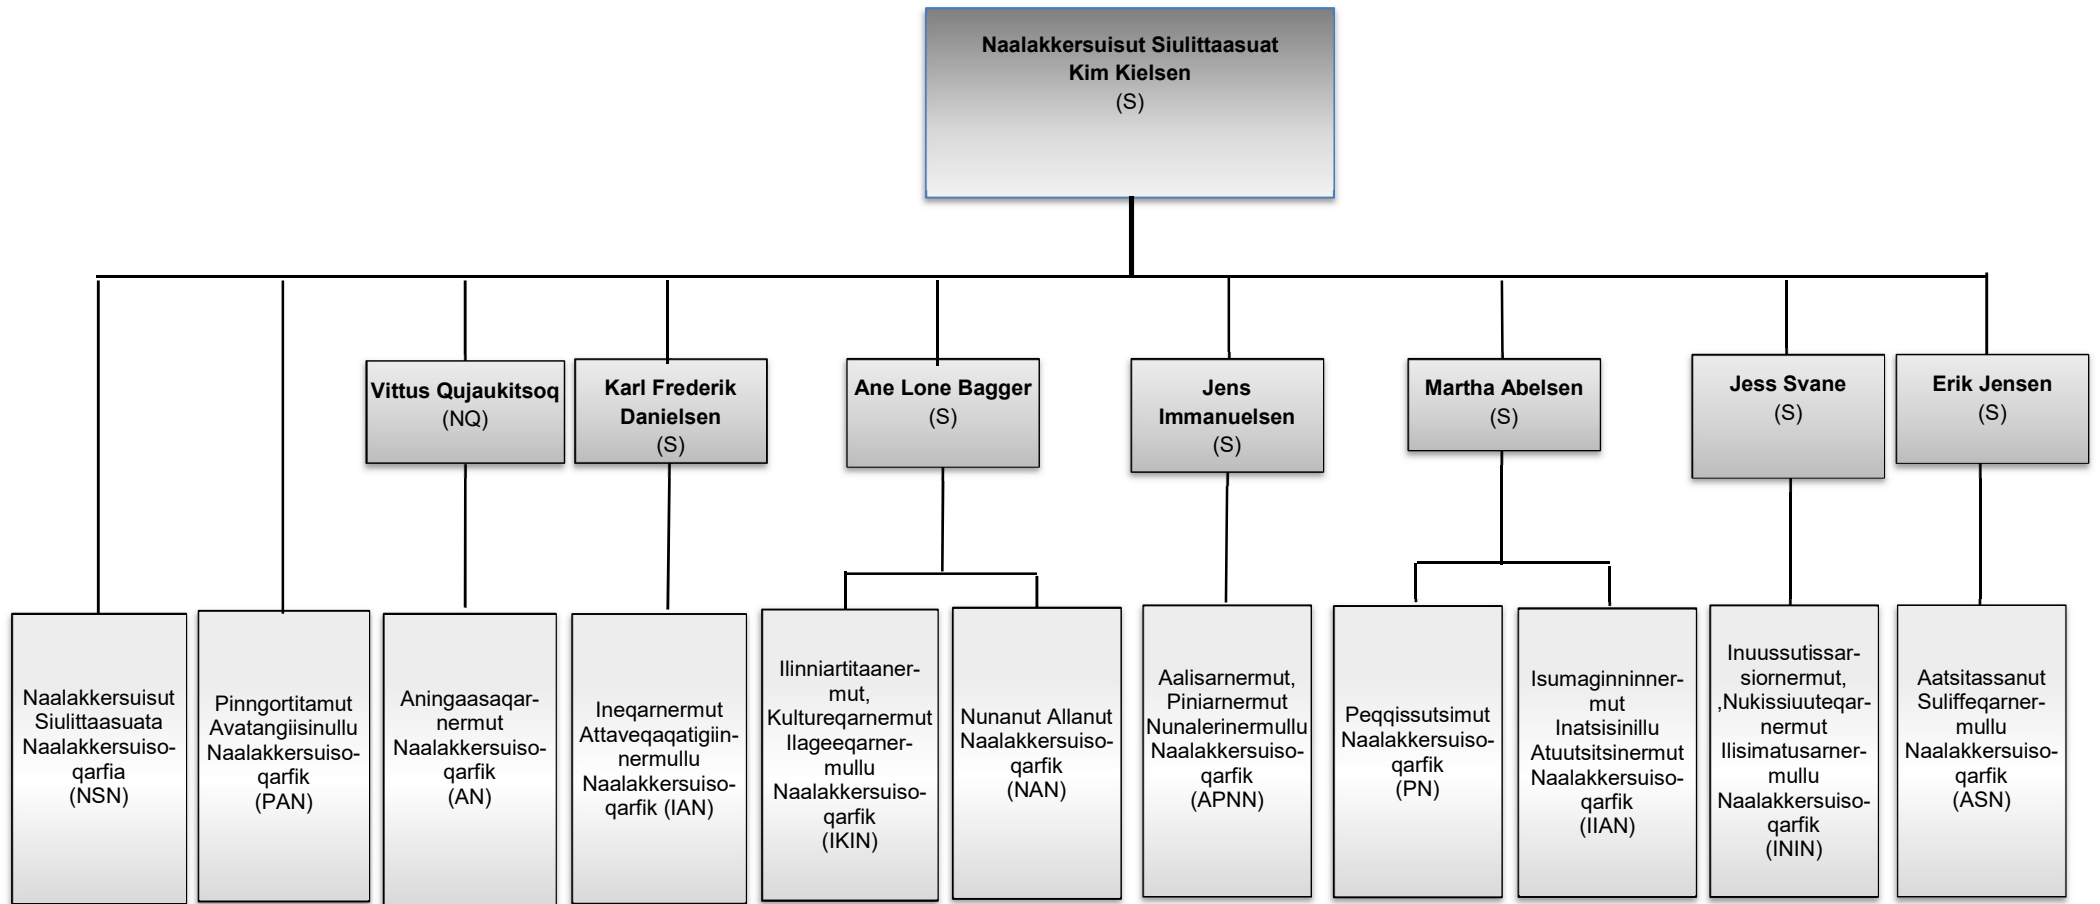 Naalakkersuisut Siulittaasuat
Kim Kielsen
(S)
Vittus Qujaukitsoq
(NQ)
Karl Frederik
Danielsen
(S)
Ane Lone Bagger
(S)
Jens
Immanuelsen
(S)
Martha Abelsen
(S)
Jess Svane
(S)
Erik Jensen
(S)
Naalakkersuisut
Siulittaasuata
Naalakkersuiso-
qarfia
(NSN)
Pinngortitamut
Avatangiisinullu
Naalakkersuiso-
qarfik
(PAN)
Aningaasaqar-
nermut
Naalakkersuiso-
qarfik
(AN)
Ineqarnermut
Attaveqaqatigiin-
nermullu
Naalakkersuiso-
qarfik (IAN)
Ilinniartitaaner-
mut,
Kultureqarnermut
Ilageeqarner-
mullu
Naalakkersuiso-
qarfik
(IKIN)
Nunanut Allanut
Naalakkersuiso-
qarfik
(NAN)
Aalisarnermut,
Piniarnermut
Nunalerinermullu
Naalakkersuiso-
qarfik
(APNN)
Peqqissutsimut
Naalakkersuiso-
qarfik
(PN)
Isumaginninner-
mut
Inatsisinillu
Atuutsitsinermut
Naalakkersuiso-
qarfik
(IIAN)
Inuussutissar-
siornermut,
,Nukissiuuteqar-
nermut
Ilisimatusarner-
mullu
Naalakkersuiso-
qarfik
(ININ)
Aatsitassanut
Suliffeqarner-
mullu
Naalakkersuiso-
qarfik
(ASN)